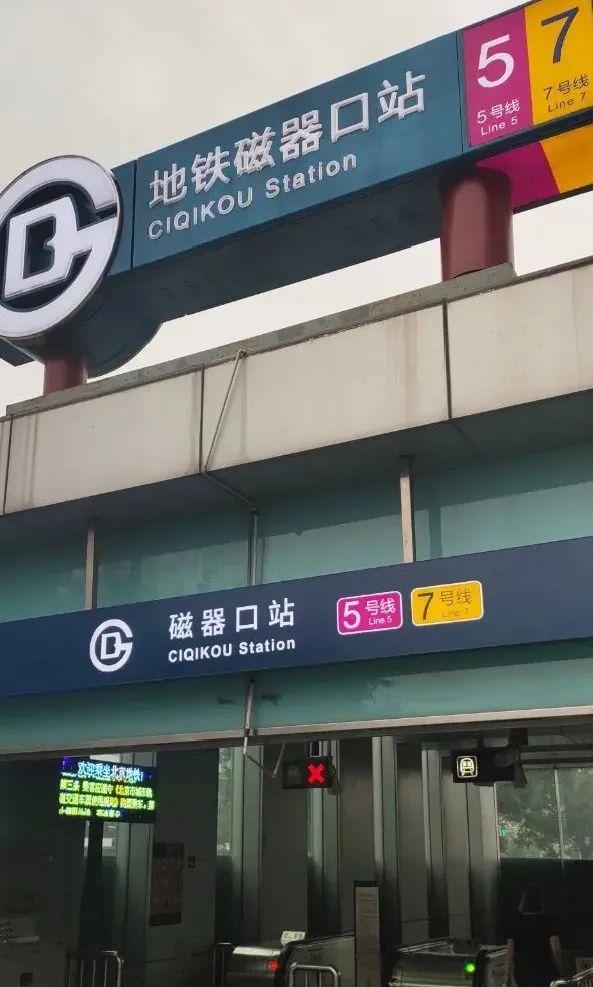 地铁磁器口站
CIQIKOU Station
5
5号线
Line 5
7
7号线
Line 7
磁器口站
CIQIKOU Station
5号线
Line 5
7号线
Line 7
欢迎乘坐北京地铁!